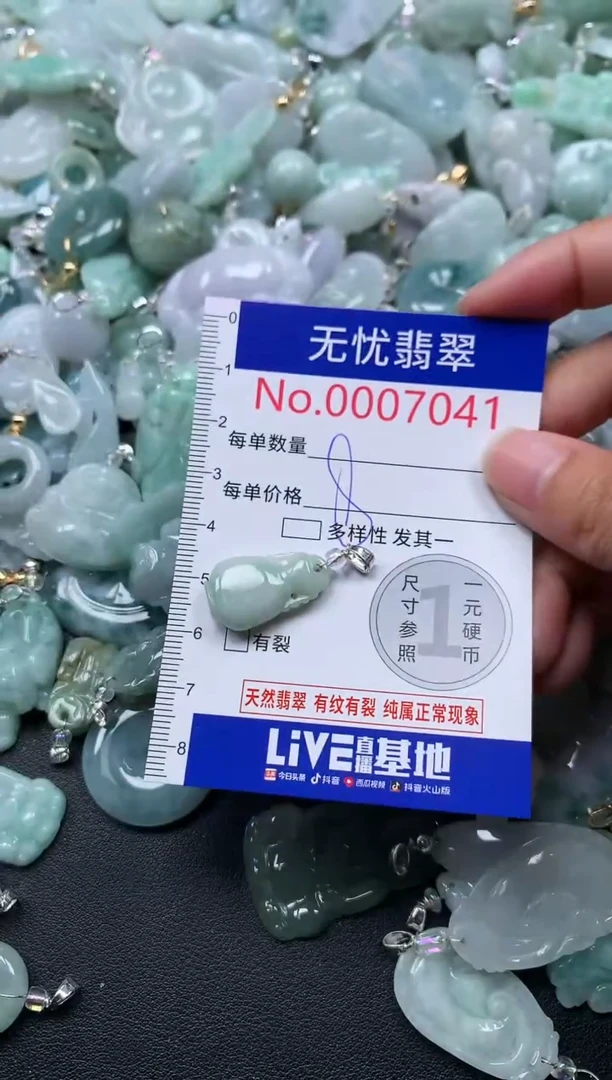 0
无忧翡翠
1
No.0007041
2
每单数量
3
每单价格
4
多样性 发其一
5
尺寸参照
1
一元硬币
6
有裂
7
天然翡翠 有纹有裂 纯属正常现象
8
LiVE直播基地
今日头条 抖音 西瓜视频 抖音火山版